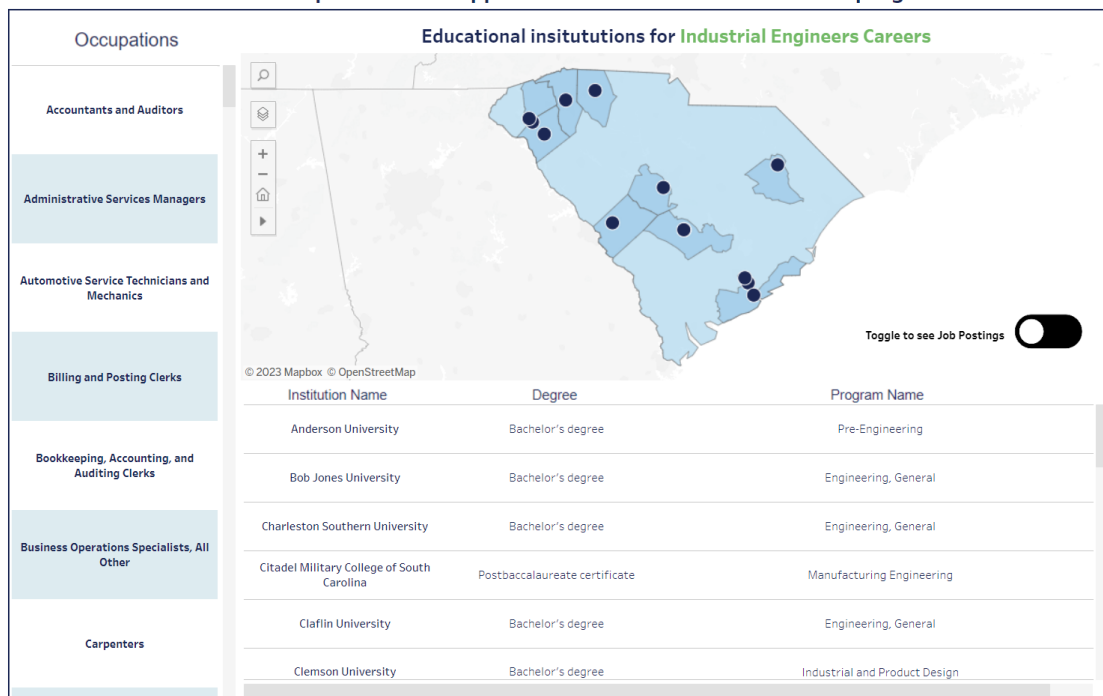 Occupations
Accountants and Auditors
Administrative Services Managers
Automotive Service Technicians and
Mechanics
Billing and Posting Clerks
Bookkeeping, Accounting, and
Auditing Clerks
Business Operations Specialists, All
Other
Carpenters
Educational insitututions for Industrial Engineers Careers
Toggle to see Job Postings
© 2023 Mapbox © OpenStreetMap
Institution Name Degree Program Name
Anderson University Bachelor's degree Pre-Engineering
Bob Jones University Bachelor's degree Engineering, General
Charleston Southern University Bachelor's degree Engineering, General
Citadel Military College of South
Carolina Postbaccalaureate certificate Manufacturing Engineering
Claflin University Bachelor's degree Engineering, General
Clemson University Bachelor's degree Industrial and Product Design